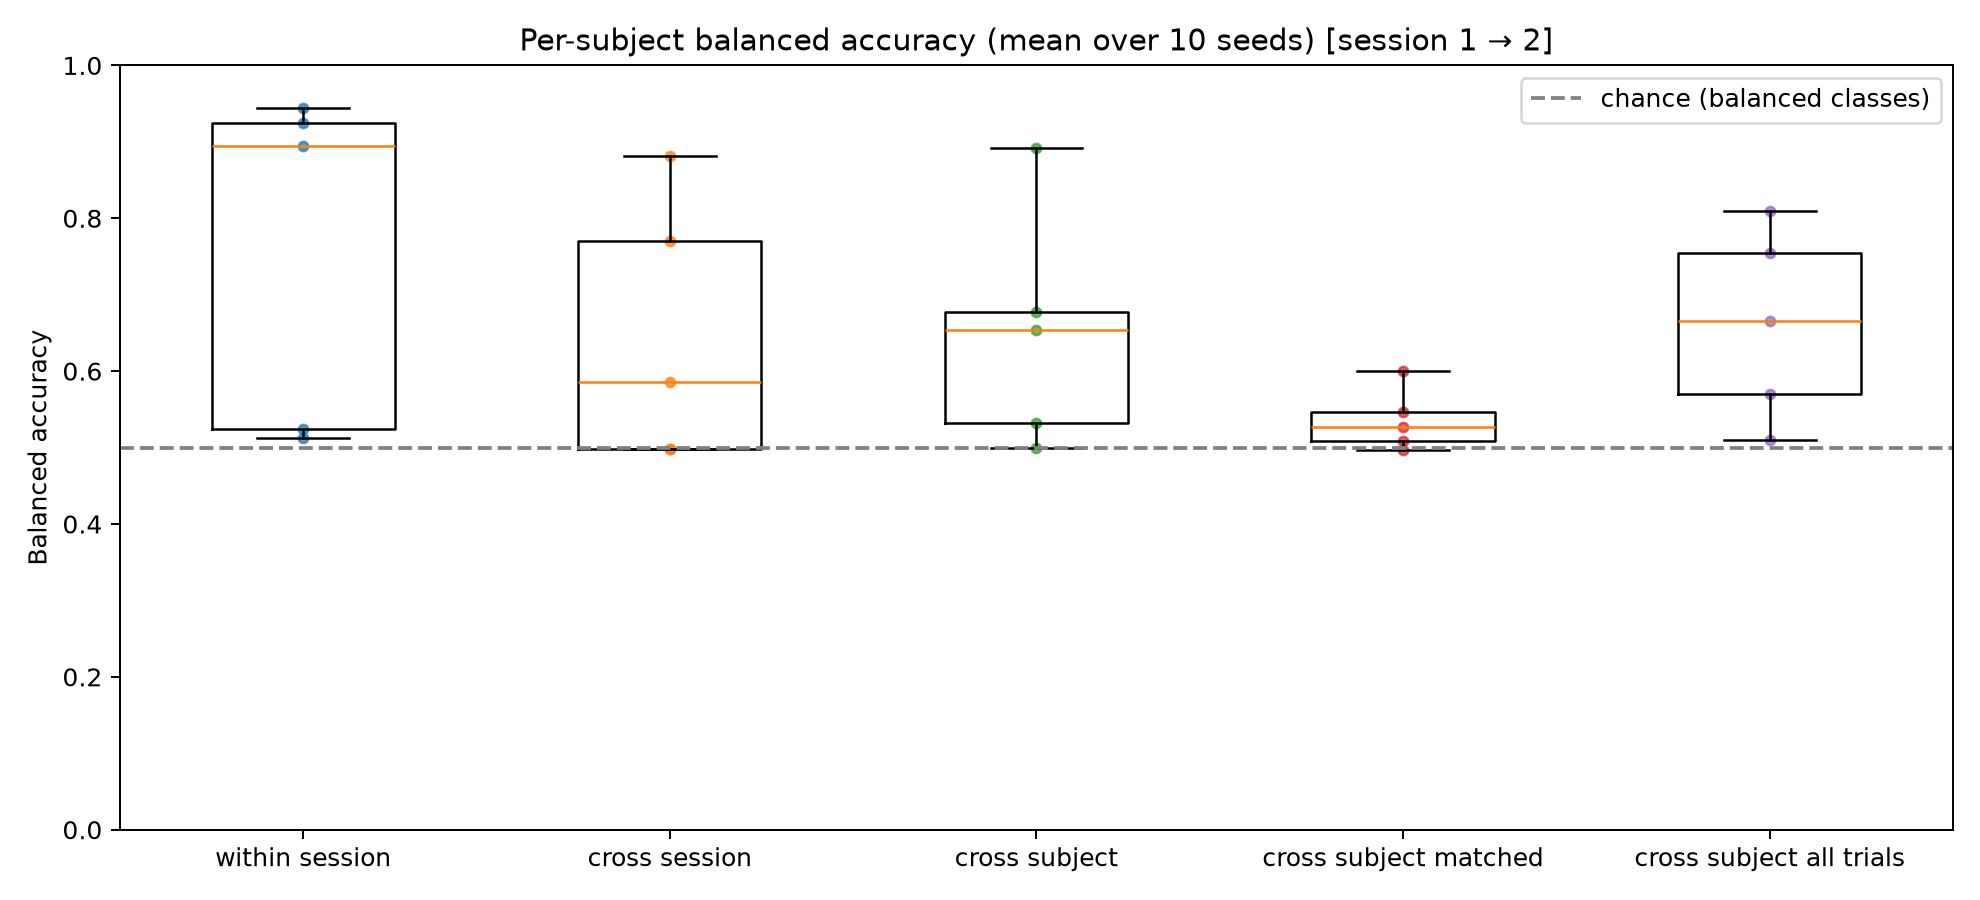 Per-subject balanced accuracy (mean over 10 seeds) [session 1 → 2]
chance (balanced classes)
Balanced accuracy
1.0
0.8
0.6
0.4
0.2
0.0
within session
cross session
cross subject
cross subject matched
cross subject all trials